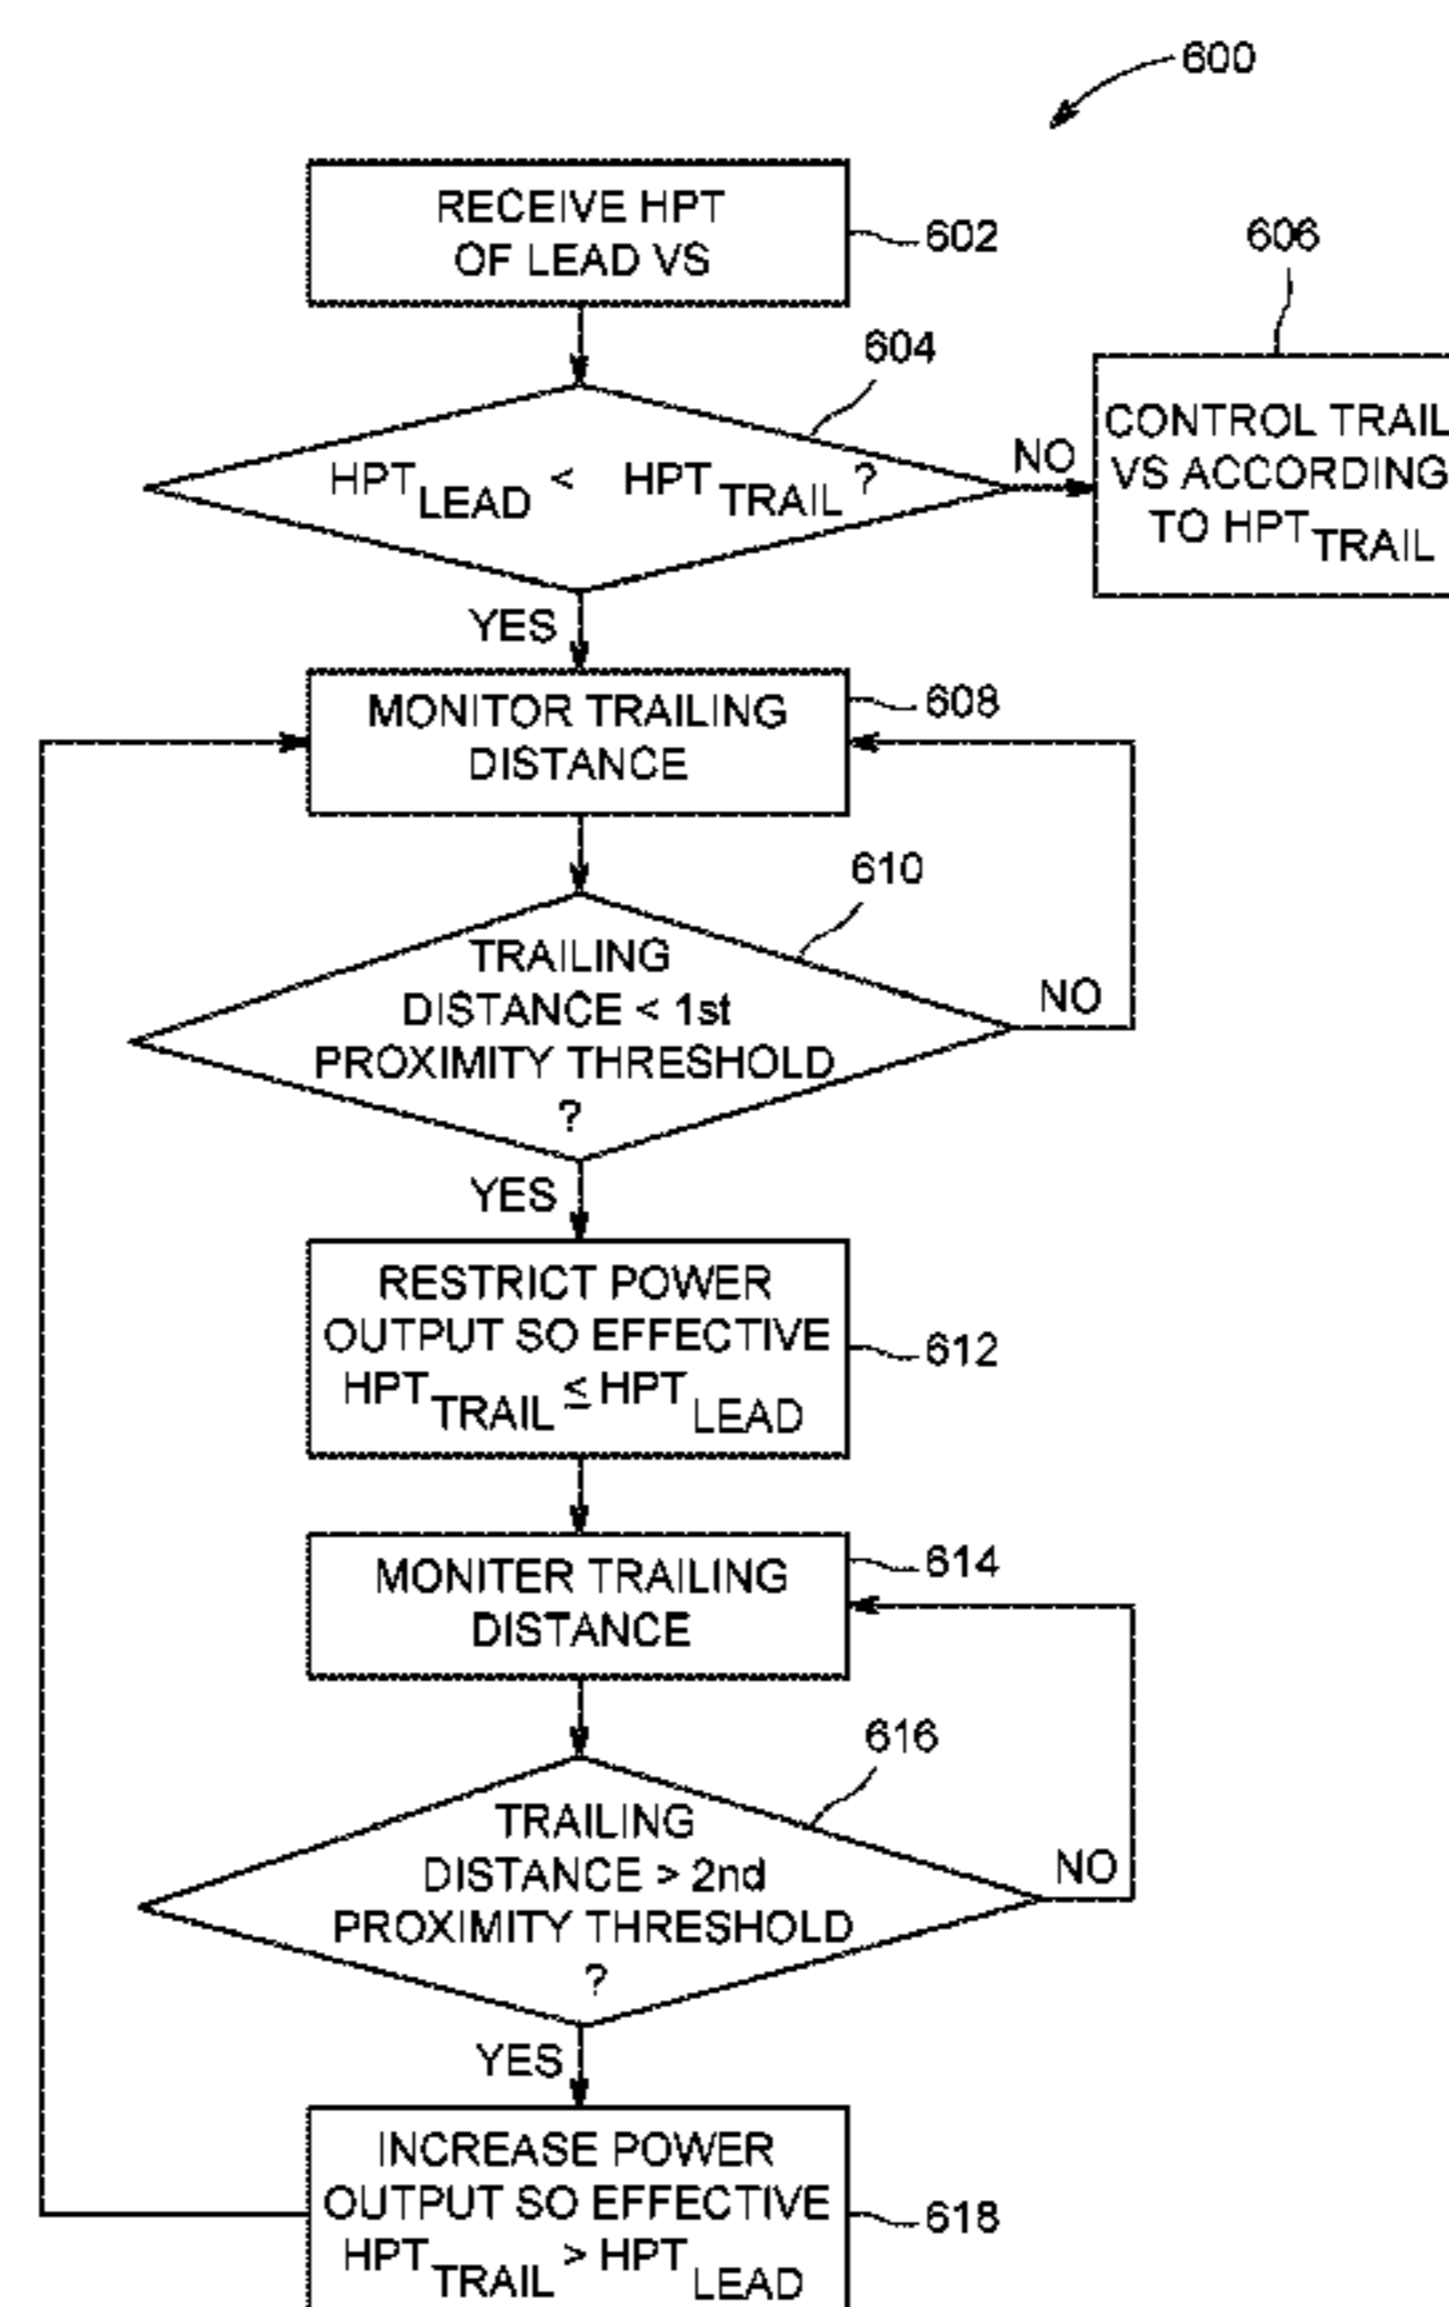 600
RECEIVE HPT
OF LEAD VS
602
604
606
HPT LEAD < HPT TRAIL ?
NO
CONTROL TRAIL
VS ACCORDING
TO HPT TRAIL
YES
MONITOR TRAILING
DISTANCE
608
610
TRAILING
DISTANCE < 1st
PROXIMITY THRESHOLD
?
NO
YES
RESTRICT POWER
OUTPUT SO EFFECTIVE
HPT TRAIL ≤ HPT LEAD
612
MONITER TRAILING
DISTANCE
614
616
TRAILING
DISTANCE > 2nd
PROXIMITY THRESHOLD
?
NO
YES
INCREASE POWER
OUTPUT SO EFFECTIVE
HPT TRAIL > HPT LEAD
618